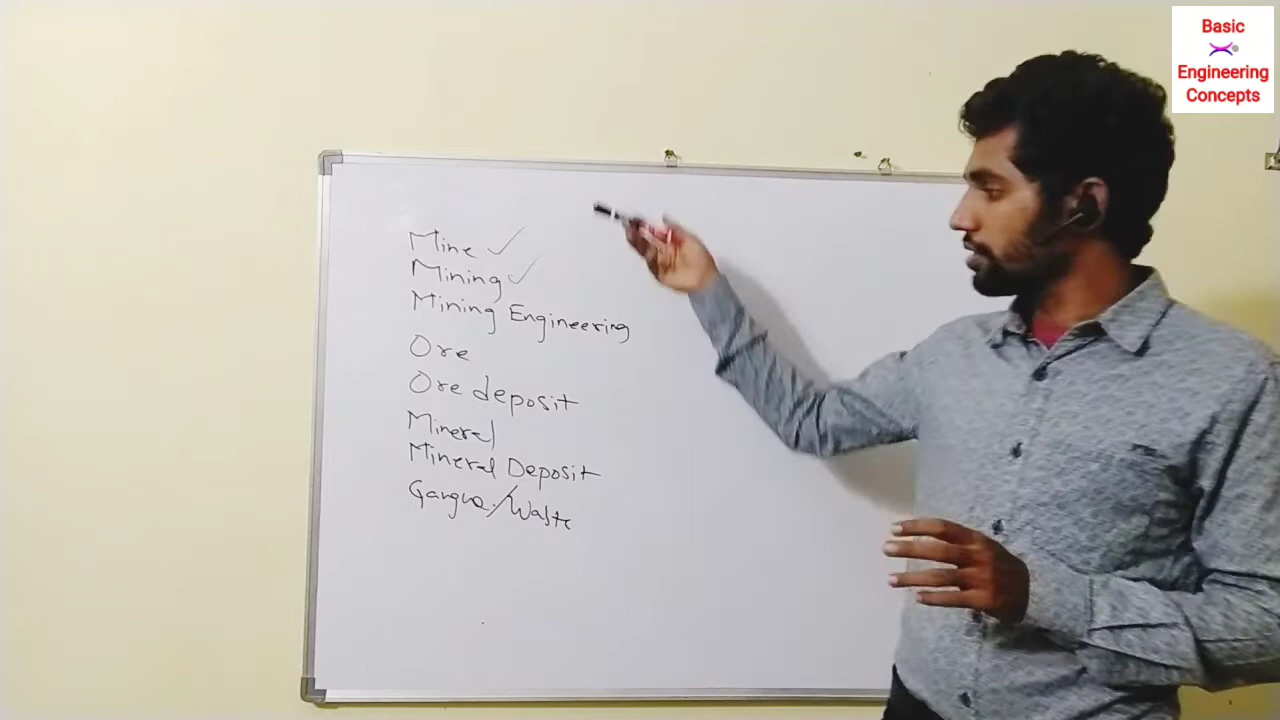 Basic
Engineering
Concepts
Mine ✓
Mining ✓
Mining Engineering
Ore
Ore deposit
Mineral
Mineral Deposit
Gangue/Waste